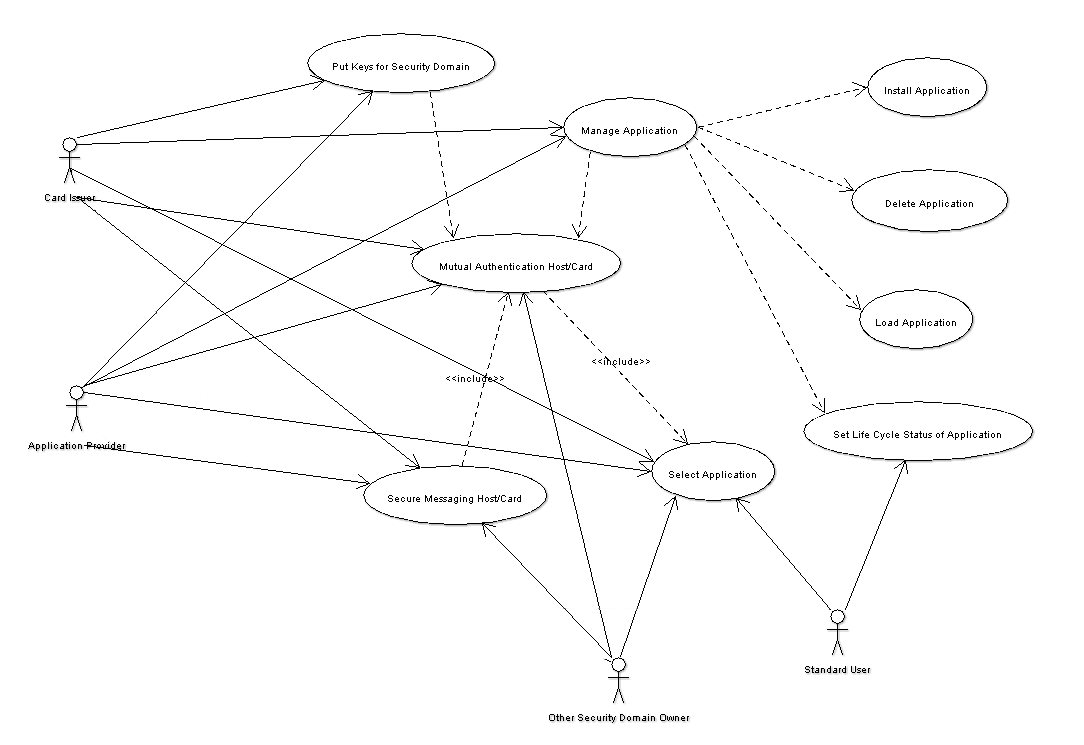 Put Keys for Security Domain
Install Application
Manage Application
Card Issuer
Delete Application
Mutual Authentication Host/Card
Load Application
<<include>>
<<include>>
Set Life Cycle Status of Application
Application Provider
Select Application
Secure Messaging Host/Card
Standard User
Other Security Domain Owner